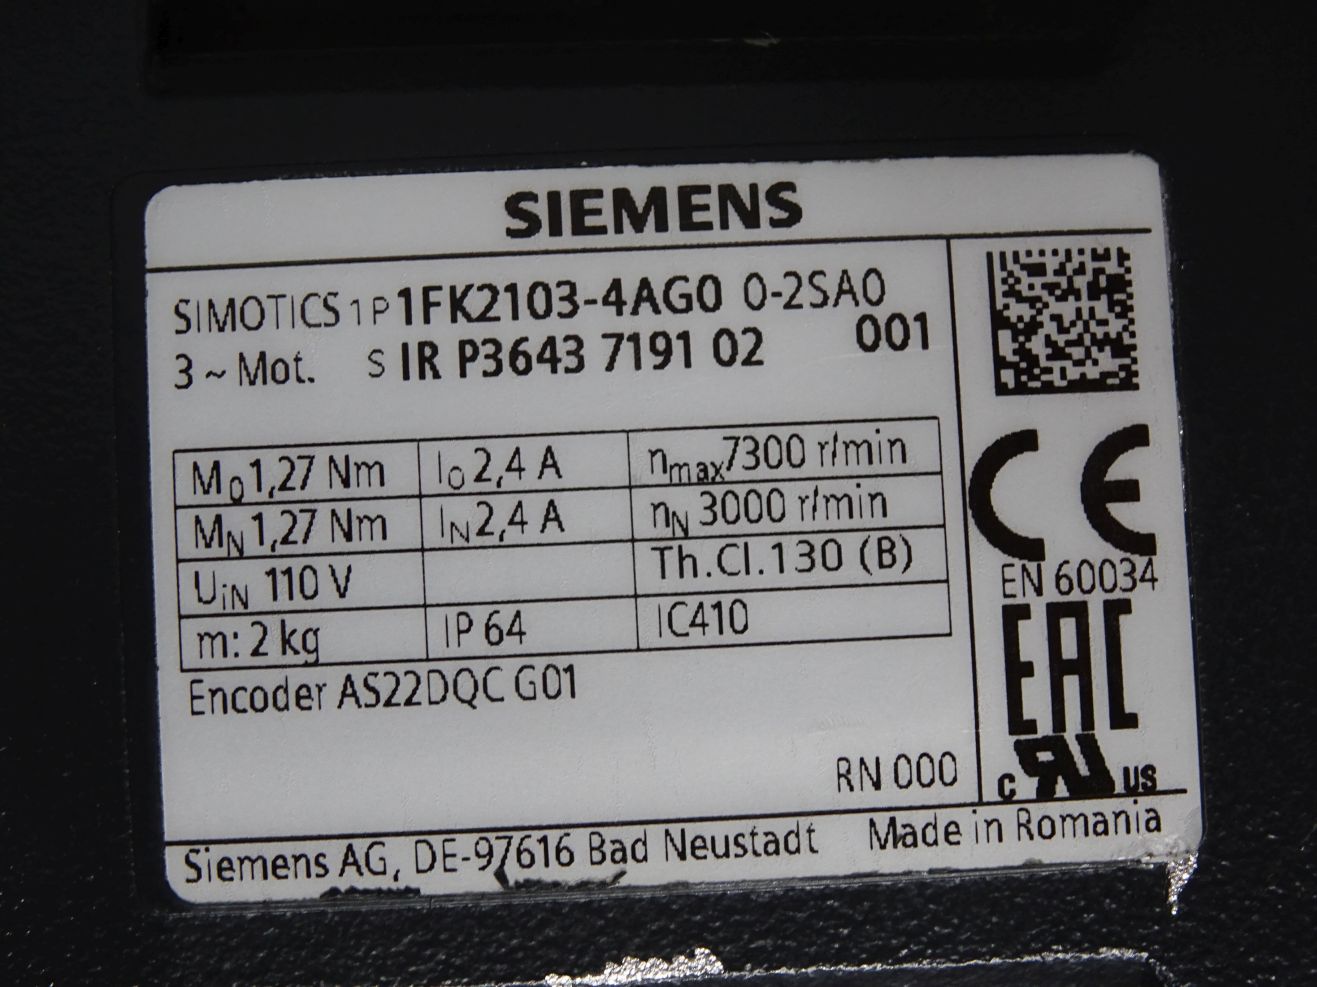 SIEMENS
SIMOTICS 1P 1FK2103-4AG0 0-2SA0
3 ~ Mot. S IR P3643 7191 02 001
M0 1,27 Nm I0 2,4 A nmax 7300 r/min
MN 1,27 Nm IN 2,4 A nN 3000 r/min
UiN 110 V Th.Cl.130 (B)
m: 2 kg IP 64 IC410
Encoder AS22DQC G01
RN 000
CE
EN 60034
EAC
c RU US
Siemens AG, DE-97616 Bad Neustadt Made in Romania